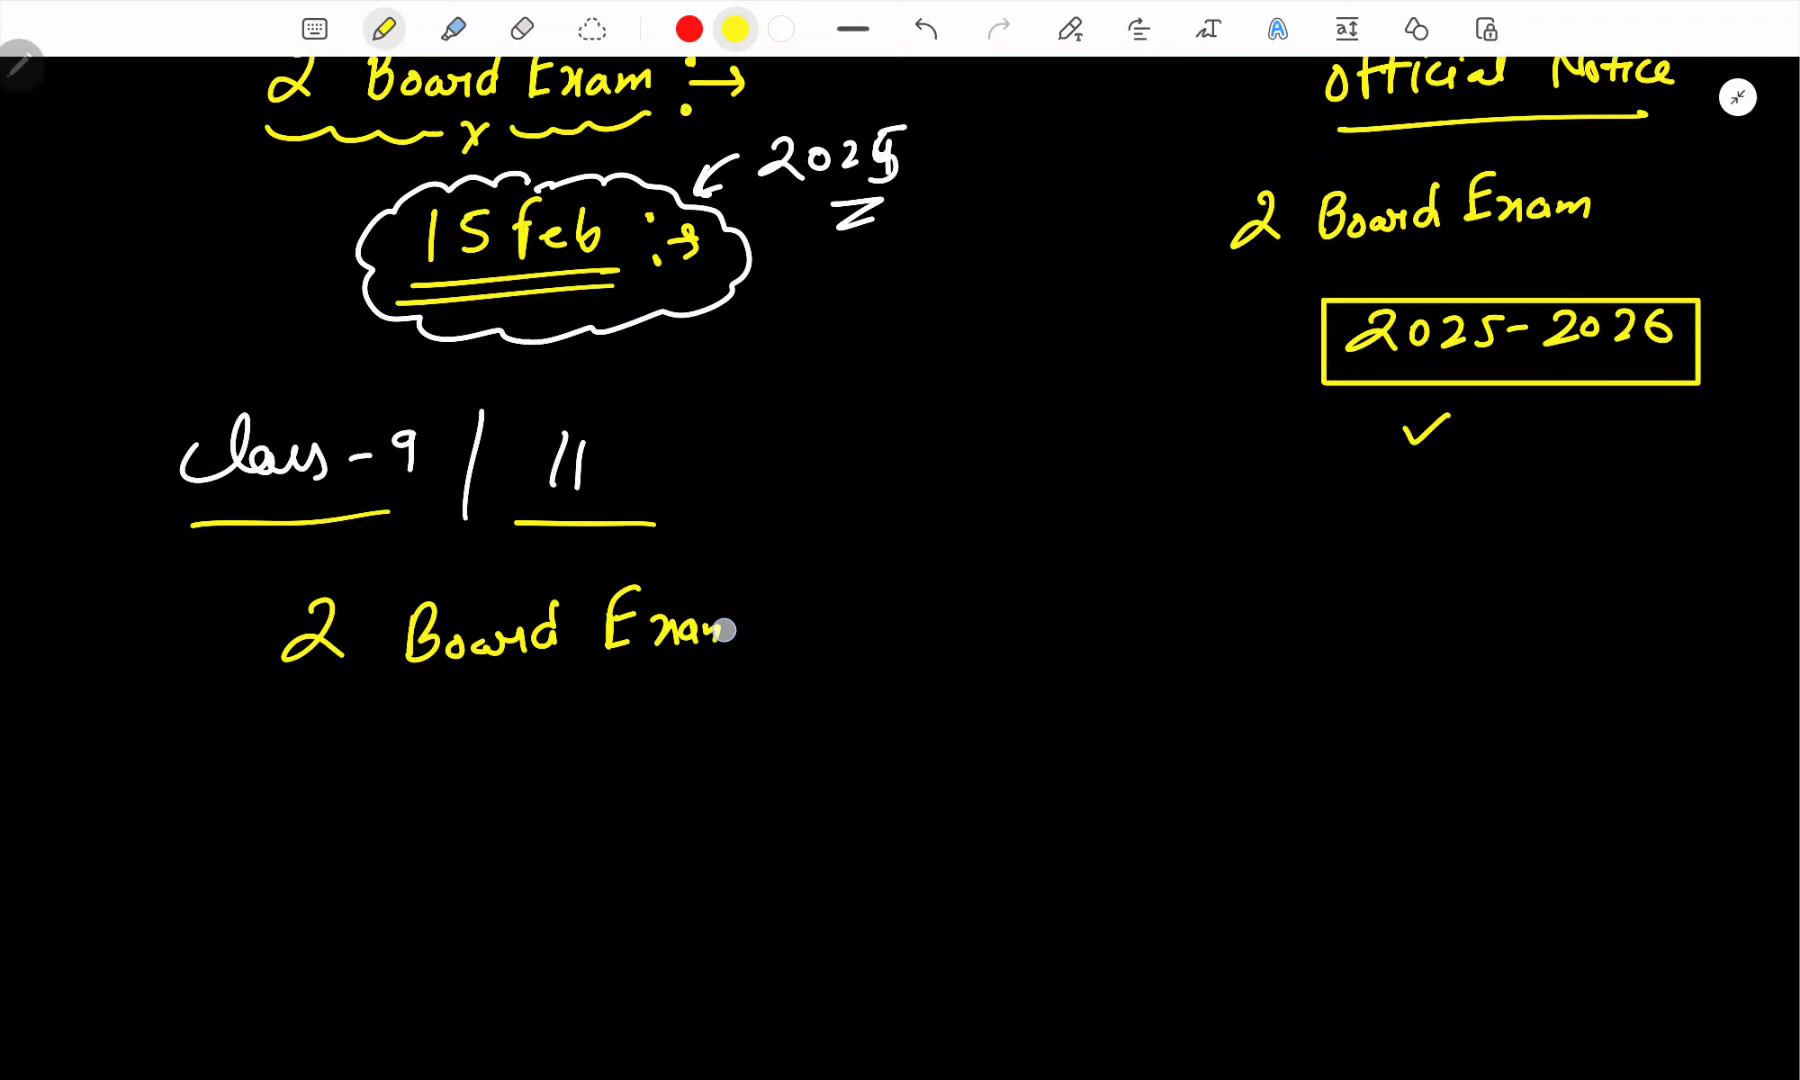 2 Board Exam :→
x
2025
15 feb :→
Class - 9 / 11
2 Board Exam
Official Notice
2 Board Exam
2025-2026